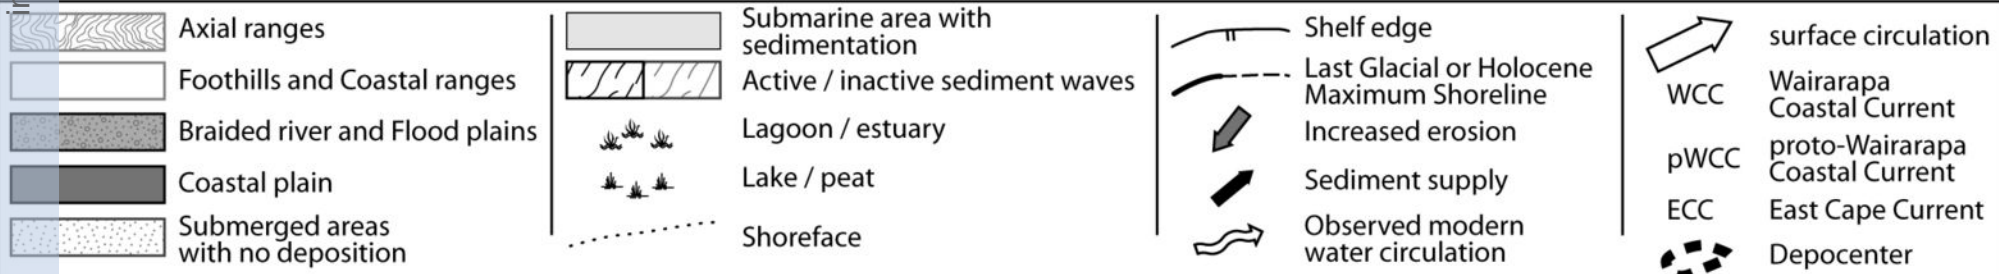 Axial ranges
Foothills and Coastal ranges
Braided river and Flood plains
Coastal plain
Submerged areas
with no deposition
Submarine area with
sedimentation
Active / inactive sediment waves
Lagoon / estuary
Lake / peat
Shoreface
Shelf edge
Last Glacial or Holocene
Maximum Shoreline
Increased erosion
Sediment supply
Observed modern
water circulation
surface circulation
WCC Wairarapa
Coastal Current
pWCC proto-Wairarapa
Coastal Current
ECC East Cape Current
Depocenter